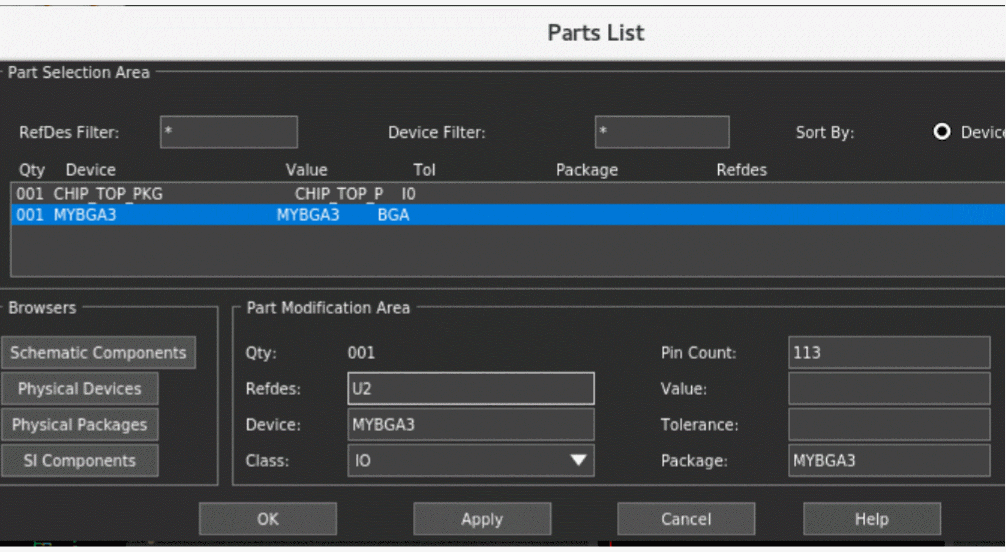 Parts List
Part Selection Area
RefDes Filter: * Device Filter: * Sort By: Device
Qty Device Value Tol Package Refdes
001 CHIP_TOP_PKG CHIP_TOP_P IO
001 MYBGA3 MYBGA3 BGA
Browsers Part Modification Area
Schematic Components Qty: 001 Pin Count: 113
Physical Devices Refdes: U2 Value:
Physical Packages Device: MYBGA3 Tolerance:
SI Components Class: IO Package: MYBGA3
OK Apply Cancel Help